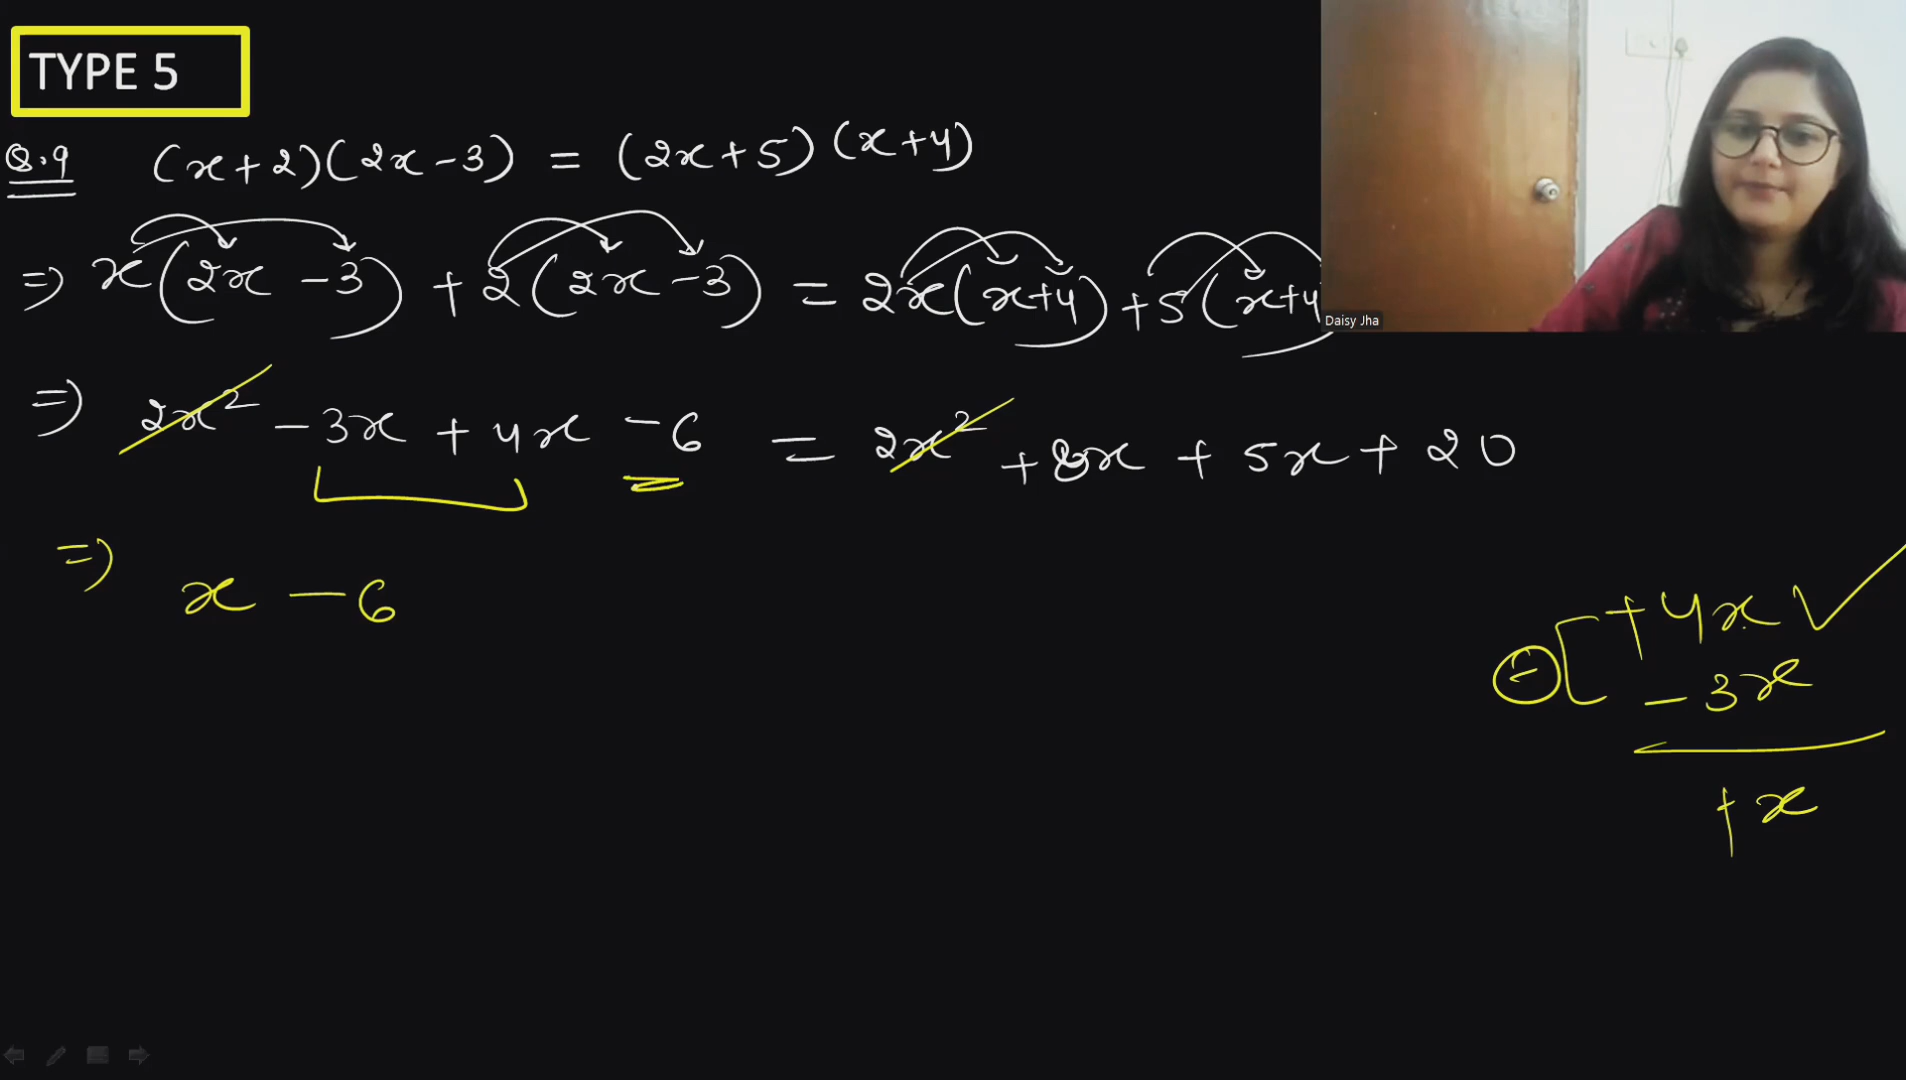 TYPE 5
Q.9 (x+2)(2x-3) = (2x+5)(x+4)
=> x(2x-3) + 2(2x-3) = 2x(x+4) + 5(x+4
Daisy Jha
=> 2x² - 3x + 4x - 6 = 2x² + 8x + 5x + 20
=> x - 6
+4x ✓
(-) [ - 3x
+x